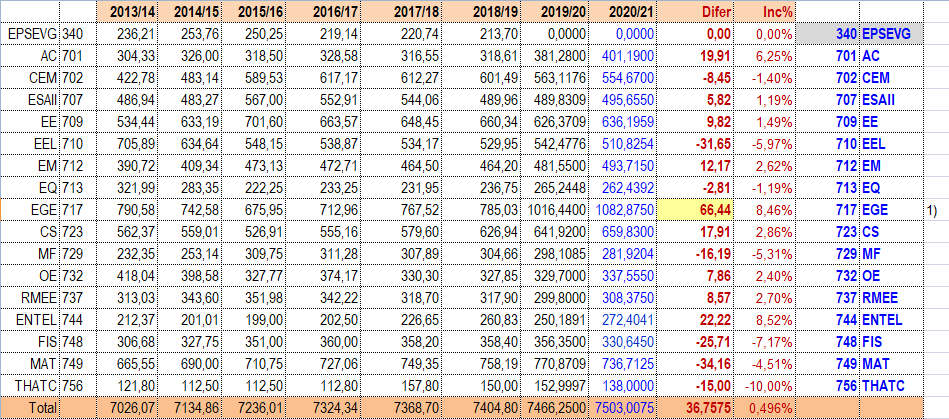 2013/14 2014/15 2015/16 2016/17 2017/18 2018/19 2019/20 2020/21 Difer Inc%
EPSEVG 340 236,21 253,76 250,25 219,14 220,74 213,70 0,0000 0,0000 0,00 0,00% 340 EPSEVG
AC 701 304,33 326,00 318,50 328,58 316,55 318,61 381,2800 401,1900 19,91 6,25% 701 AC
CEM 702 422,78 483,14 589,53 617,17 612,27 601,49 563,1176 554,6700 -8,45 -1,40% 702 CEM
ESAII 707 486,94 483,27 567,00 552,91 544,06 489,96 489,8309 495,6550 5,82 1,19% 707 ESAII
EE 709 534,44 633,19 701,60 663,57 648,45 660,34 626,3709 636,1959 9,82 1,49% 709 EE
EEL 710 705,89 634,64 548,15 538,87 534,17 529,95 542,4776 510,8254 -31,65 -5,97% 710 EEL
EM 712 390,72 409,34 473,13 472,71 464,50 464,20 481,5500 493,7150 12,17 2,62% 712 EM
EQ 713 321,99 283,35 222,25 233,25 231,95 236,75 265,2448 262,4392 -2,81 -1,19% 713 EQ
EGE 717 790,58 742,58 675,95 712,96 767,52 785,03 1016,4400 1082,8750 66,44 8,46% 717 EGE 1)
CS 723 562,37 559,01 526,91 555,16 579,60 626,94 641,9200 659,8300 17,91 2,86% 723 CS
MF 729 232,35 253,14 309,75 311,28 307,89 304,66 298,1085 281,9204 -16,19 -5,31% 729 MF
OE 732 418,04 398,58 327,77 374,17 330,30 327,85 329,7000 337,5550 7,86 2,40% 732 OE
RMEE 737 313,03 343,60 351,98 342,22 318,70 317,90 299,8000 308,3750 8,57 2,70% 737 RMEE
ENTEL 744 212,37 201,01 199,00 202,50 226,65 260,83 250,1891 272,4041 22,22 8,52% 744 ENTEL
FIS 748 306,68 327,75 351,00 360,00 358,20 358,40 356,3500 330,6450 -25,71 -7,17% 748 FIS
MAT 749 665,55 690,00 710,75 727,06 749,35 758,19 770,8709 736,7125 -34,16 -4,51% 749 MAT
THATC 756 121,80 112,50 112,50 112,80 157,80 150,00 152,9997 138,0000 -15,00 -10,00% 756 THATC
Total 7026,07 7134,86 7236,01 7324,34 7368,70 7404,80 7466,2500 7503,0075 36,7575 0,496%